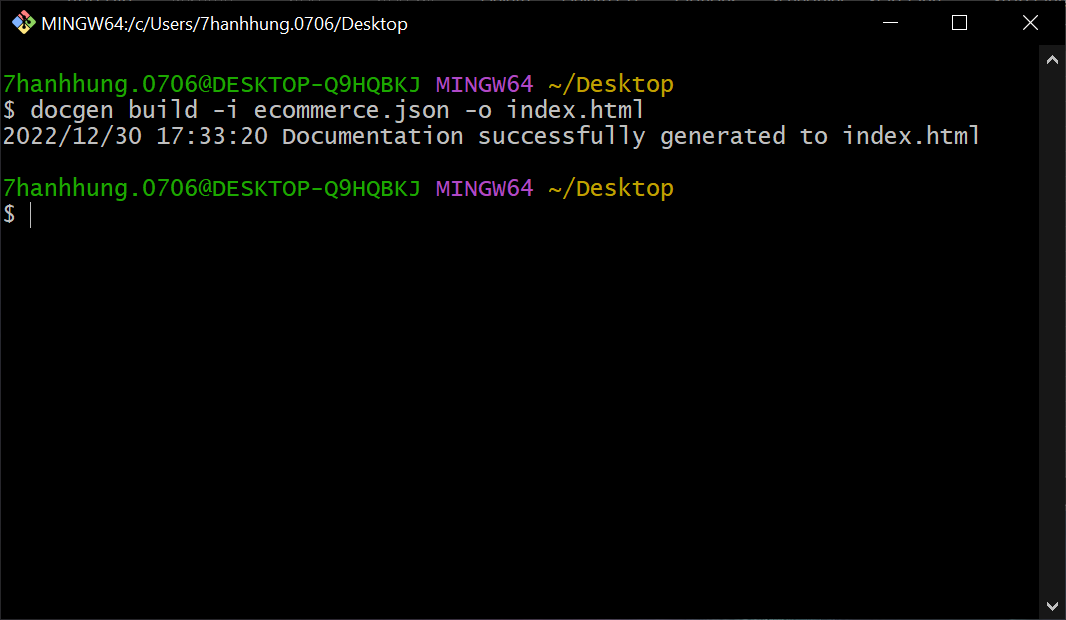 MINGW64:/c/Users/7hanhhung.0706/Desktop
7hanhhung.0706@DESKTOP-Q9HQBKJ MINGW64 ~/Desktop
$ docgen build -i ecommerce.json -o index.html
2022/12/30 17:33:20 Documentation successfully generated to index.html
7hanhhung.0706@DESKTOP-Q9HQBKJ MINGW64 ~/Desktop
$